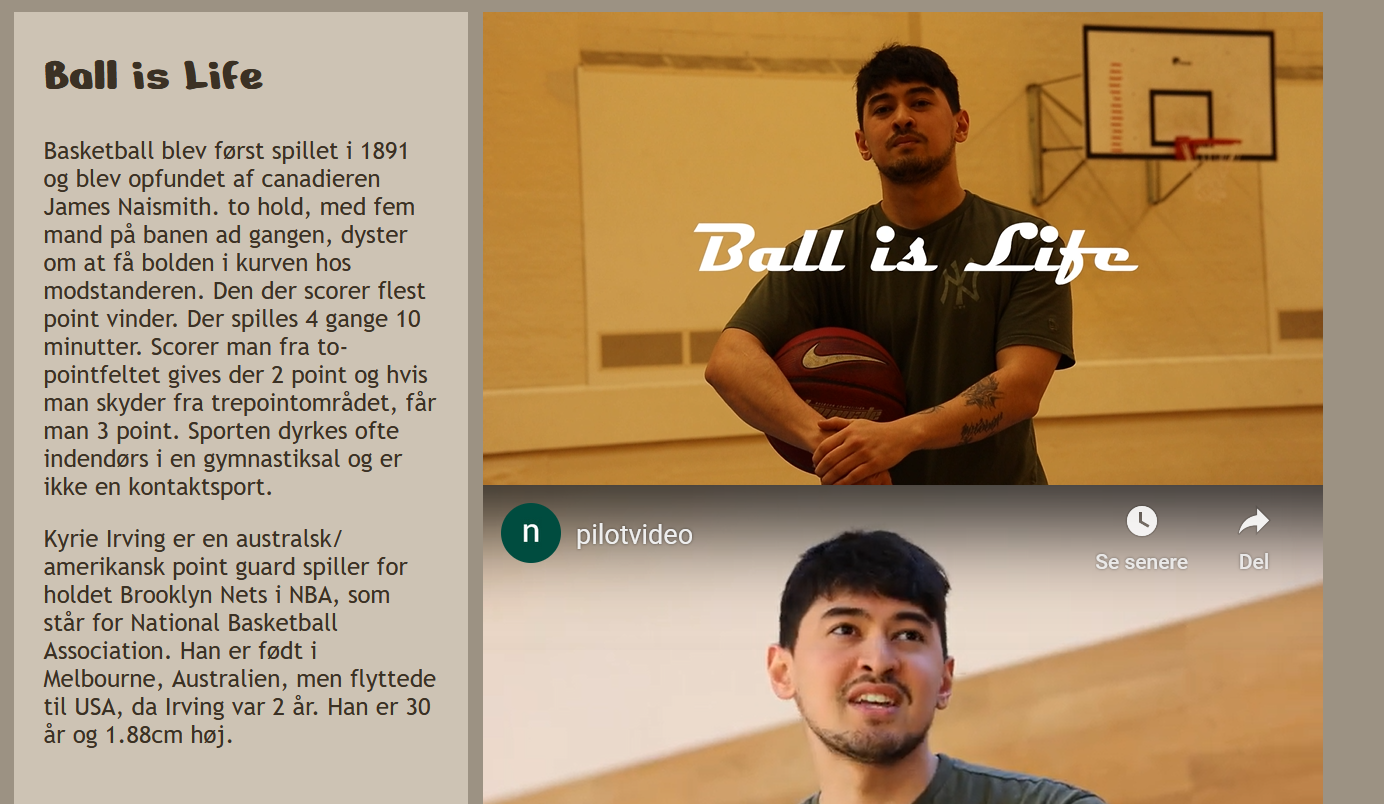 Ball is Life
Basketball blev først spillet i 1891
og blev opfundet af canadieren
James Naismith. to hold, med fem
mand på banen ad gangen, dyster
om at få bolden i kurven hos
modstanderen. Den der scorer flest
point vinder. Der spilles 4 gange 10
minutter. Scorer man fra to-
pointfeltet gives der 2 point og hvis
man skyder fra trepointområdet, får
man 3 point. Sporten dyrkes ofte
indendørs i en gymnastiksal og er
ikke en kontaktsport.
Kyrie Irving er en australsk/
amerikansk point guard spiller for
holdet Brooklyn Nets i NBA, som
står for National Basketball
Association. Han er født i
Melbourne, Australien, men flyttede
til USA, da Irving var 2 år. Han er 30
år og 1.88cm høj.
Ball is Life
NY
n
pilotvideo
Se senere
Del